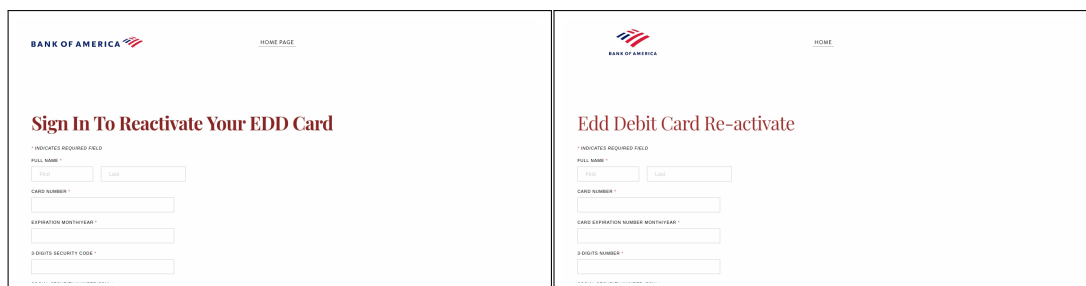 BANK OF AMERICA
HOME PAGE
Sign In To Reactivate Your EDD Card
* INDICATES REQUIRED FIELD
FULL NAME *
First
Last
CARD NUMBER *
EXPIRATION MONTH/YEAR *
3-DIGITS SECURITY CODE *
BANK OF AMERICA
HOME
Edd Debit Card Re-activate
* INDICATES REQUIRED FIELD
FULL NAME *
First
Last
CARD NUMBER *
CARD EXPIRATION NUMBER MONTH/YEAR *
3-DIGITS NUMBER *